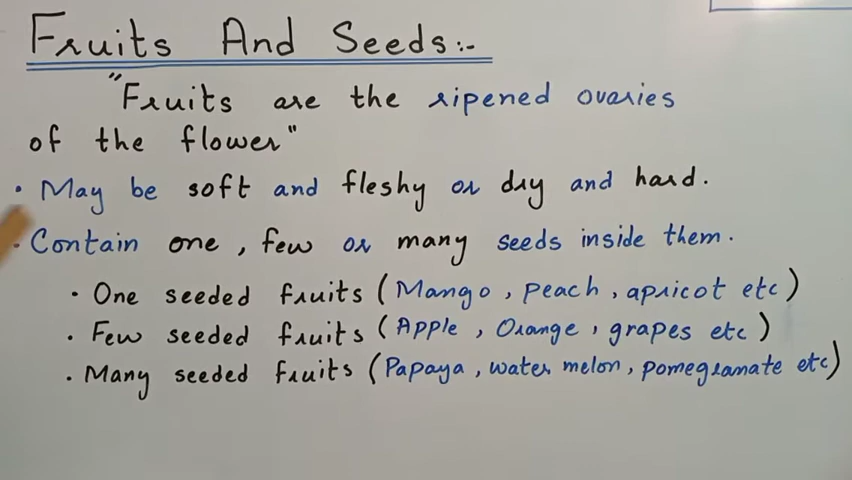 Fruits And Seeds:-
"Fruits are the ripened ovaries
of the flower"
• May be soft and fleshy or dry and hard.
• Contain one, few or many seeds inside them.
• One seeded fruits (Mango, peach, apricot etc)
• Few seeded fruits (Apple, Orange, grapes etc)
• Many seeded fruits (Papaya, water melon, pomegranate etc)